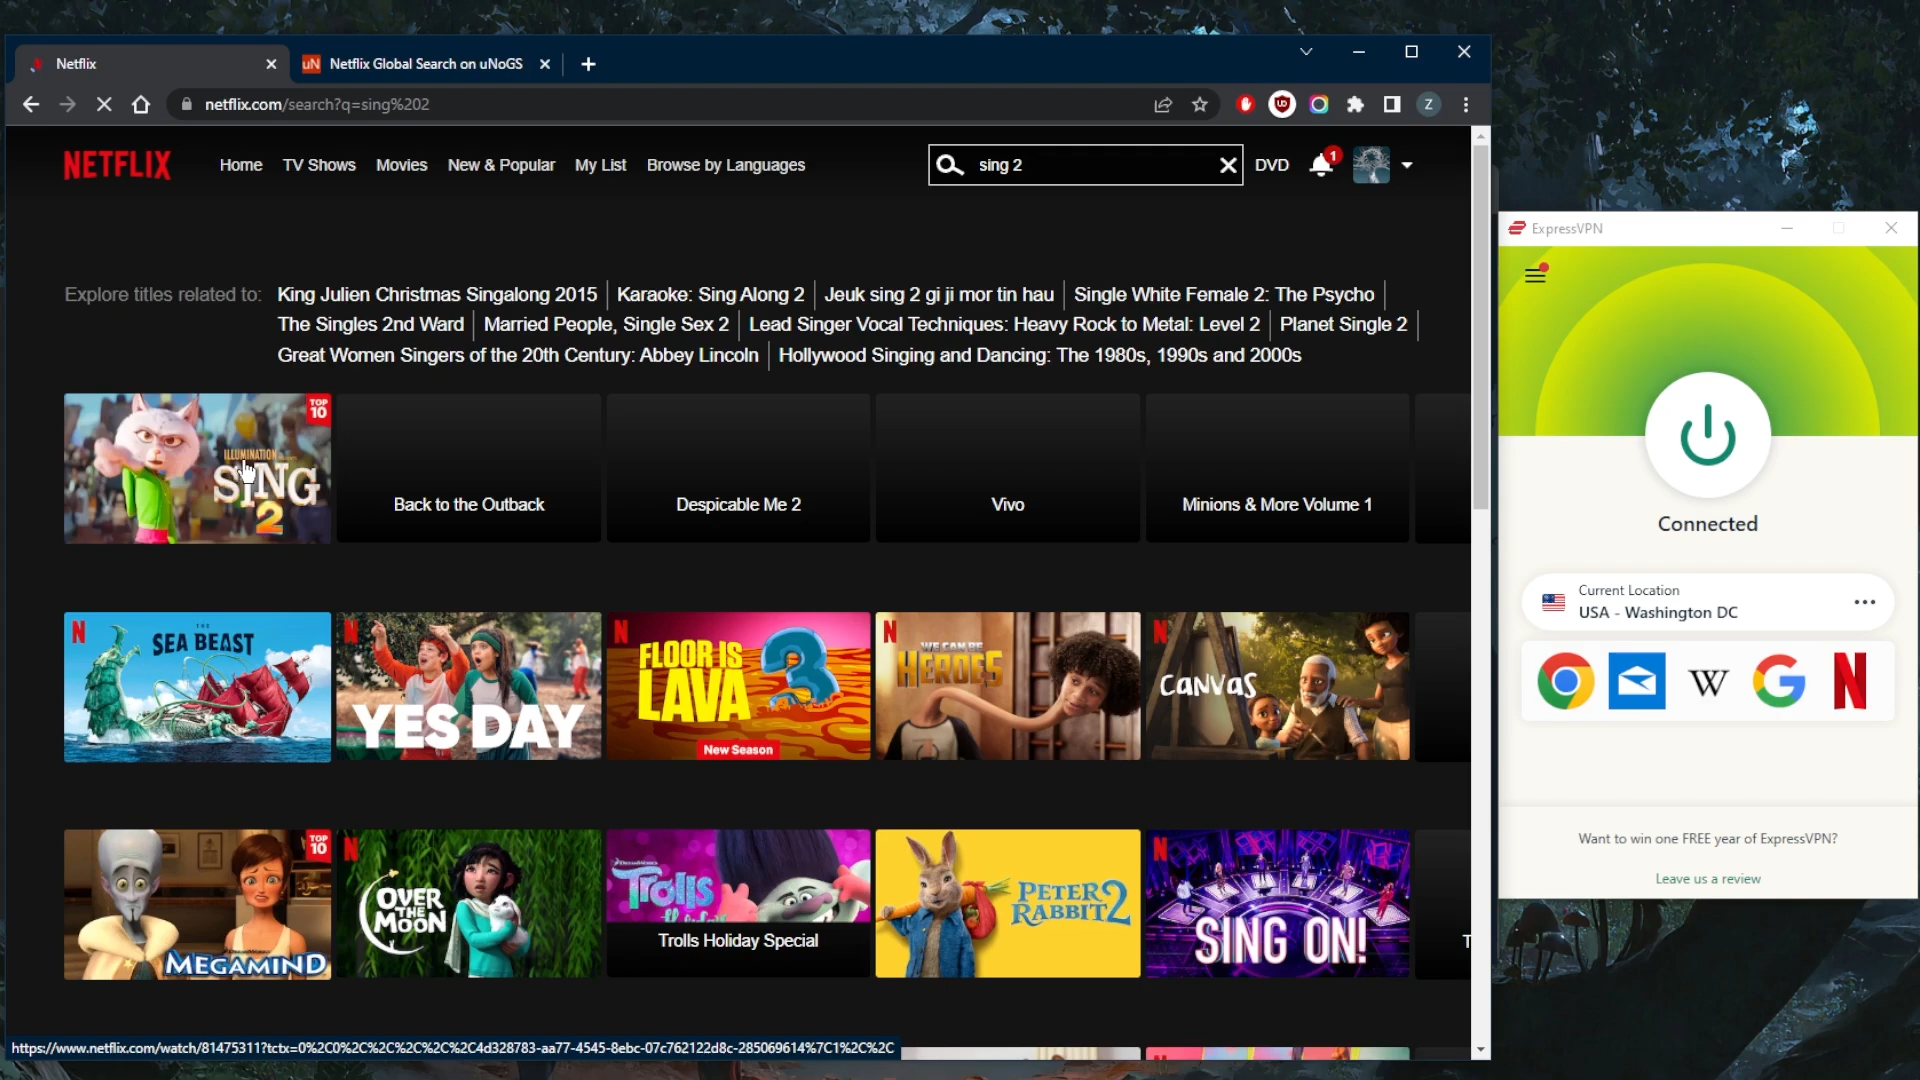 Netflix
Netflix Global Search on uNoGS
netflix.com/search?q=sing%202
Z
NETFLIX
Home
TV Shows
Movies
New & Popular
My List
Browse by Languages
sing 2
DVD
1
Explore titles related to:
King Julien Christmas Singalong 2015
Karaoke: Sing Along 2
Jeuk sing 2 gi ji mor tin hau
Single White Female 2: The Psycho
The Singles 2nd Ward
Married People, Single Sex 2
Lead Singer Vocal Techniques: Heavy Rock to Metal: Level 2
Planet Single 2
Great Women Singers of the 20th Century: Abbey Lincoln
Hollywood Singing and Dancing: The 1980s, 1990s and 2000s
TOP
10
ILLUMINATION
SING
2
Back to the Outback
Despicable Me 2
Vivo
Minions & More Volume 1
N
THE
SEA BEAST
N
YES DAY
N
FLOOR IS
LAVA
3
New Season
N
WE CAN BE
HEROES
N
CANVAS
TOP
10
MEGAMIND
N
OVER
THE
MOON
Trolls
Trolls Holiday Special
PETER
RABBIT 2
N
SING ON!
T
https://www.netflix.com/watch/81475311?tctx=0%2C0%2C%2C%2C%2C%2C4d328783-aa77-4545-8ebc-07c762122d8c-285069614%7C1%2C%2C
ExpressVPN
Connected
Current Location
USA - Washington DC
W
G
N
Want to win one FREE year of ExpressVPN?
Leave us a review